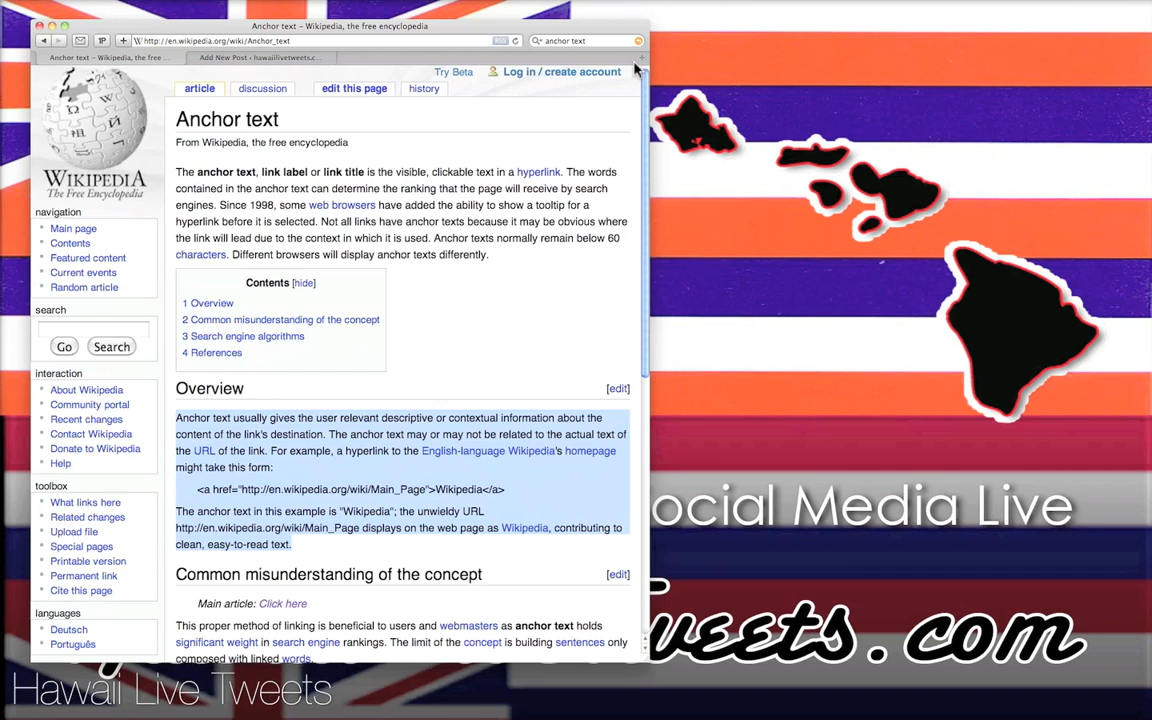 Anchor text – Wikipedia, the free encyclopedia
http://en.wikipedia.org/wiki/Anchor_text
anchor text
Anchor text – Wikipedia, the free ...
Add New Post ‹ hawaiilivetweets.c...
Try Beta
Log in / create account
article
discussion
edit this page
history
WIKIPEDIA
The Free Encyclopedia
navigation
Main page
Contents
Featured content
Current events
Random article
search
Go
Search
interaction
About Wikipedia
Community portal
Recent changes
Contact Wikipedia
Donate to Wikipedia
Help
toolbox
What links here
Related changes
Upload file
Special pages
Printable version
Permanent link
Cite this page
languages
Deutsch
Português
Anchor text
From Wikipedia, the free encyclopedia
The anchor text, link label or link title is the visible, clickable text in a hyperlink. The words
contained in the anchor text can determine the ranking that the page will receive by search
engines. Since 1998, some web browsers have added the ability to show a tooltip for a
hyperlink before it is selected. Not all links have anchor texts because it may be obvious where
the link will lead due to the context in which it is used. Anchor texts normally remain below 60
characters. Different browsers will display anchor texts differently.
Contents [hide]
1 Overview
2 Common misunderstanding of the concept
3 Search engine algorithms
4 References
Overview
[edit]
Anchor text usually gives the user relevant descriptive or contextual information about the
content of the link's destination. The anchor text may or may not be related to the actual text of
the URL of the link. For example, a hyperlink to the English-language Wikipedia's homepage
might take this form:
<a href="http://en.wikipedia.org/wiki/Main_Page">Wikipedia</a>
The anchor text in this example is "Wikipedia"; the unwieldy URL
http://en.wikipedia.org/wiki/Main_Page displays on the web page as Wikipedia, contributing to
clean, easy-to-read text.
Common misunderstanding of the concept
[edit]
Main article: Click here
This proper method of linking is beneficial to users and webmasters as anchor text holds
significant weight in search engine rankings. The limit of the concept is building sentences only
composed with linked words.
ocial Media Live
weets.com
Hawaii Live Tweets